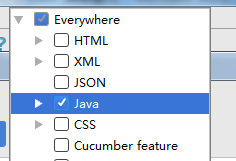 Everywhere
HTML
XML
JSON
Java
CSS
Cucumber feature